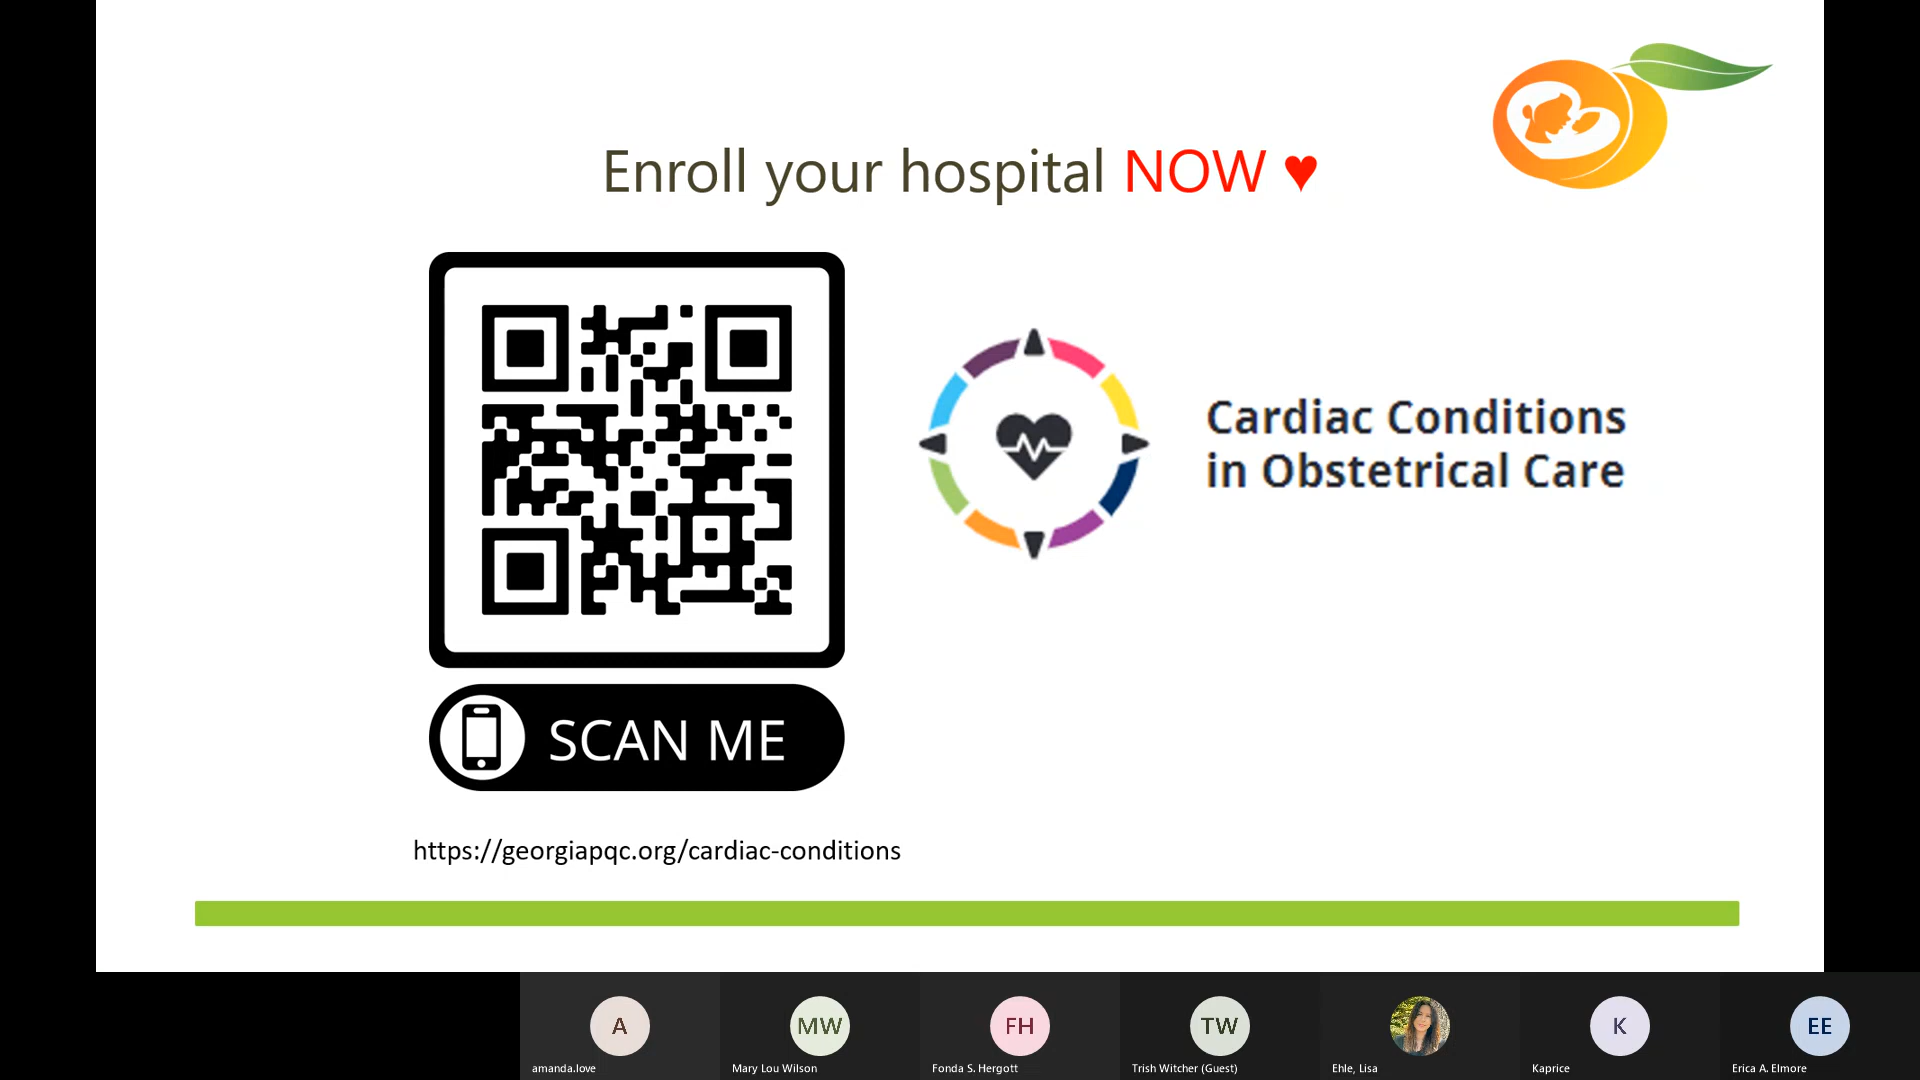 Enroll your hospital NOW ♥
Cardiac Conditions
in Obstetrical Care
SCAN ME
https://georgiapqc.org/cardiac-conditions
A
MW
FH
TW
K
EE
amanda.love
Mary Lou Wilson
Fonda S. Hergott
Trish Witcher (Guest)
Ehle, Lisa
Kaprice
Erica A. Elmore